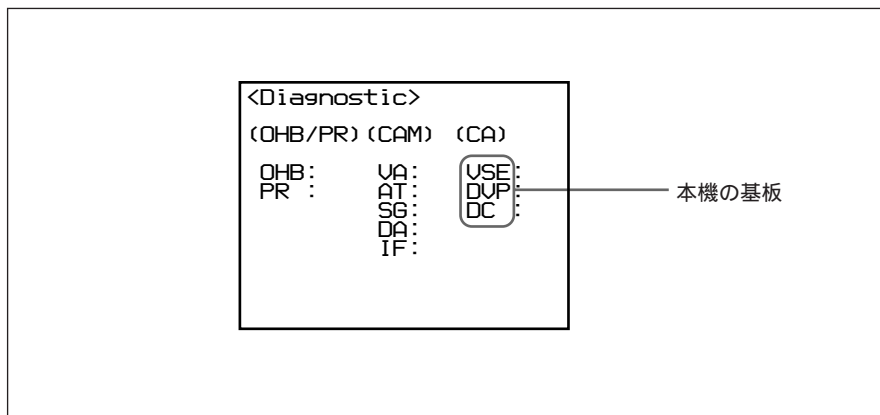 <Diagnostic>
(OHB/PR) (CAM) (CA)
OHB: VA: VSE:
PR : AT: DVP:
SG: DC :
DA:
IF:
本機の基板